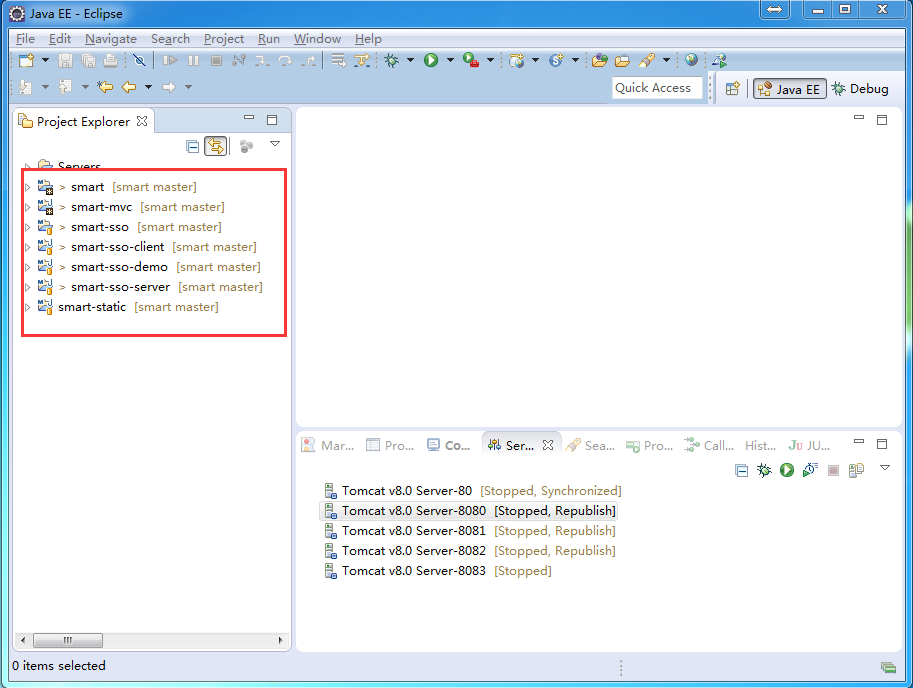 Java EE - Eclipse
File Edit Navigate Search Project Run Window Help
Quick Access
Java EE
Debug
Project Explorer
Servers
> smart [smart master]
> smart-mvc [smart master]
> smart-sso [smart master]
> smart-sso-client [smart master]
> smart-sso-demo [smart master]
> smart-sso-server [smart master]
smart-static [smart master]
Mar... Pro... Co... Ser... Sea... Pro... Call... Hist... JU JU...
Tomcat v8.0 Server-80 [Stopped, Synchronized]
Tomcat v8.0 Server-8080 [Stopped, Republish]
Tomcat v8.0 Server-8081 [Stopped, Republish]
Tomcat v8.0 Server-8082 [Stopped, Republish]
Tomcat v8.0 Server-8083 [Stopped]
0 items selected